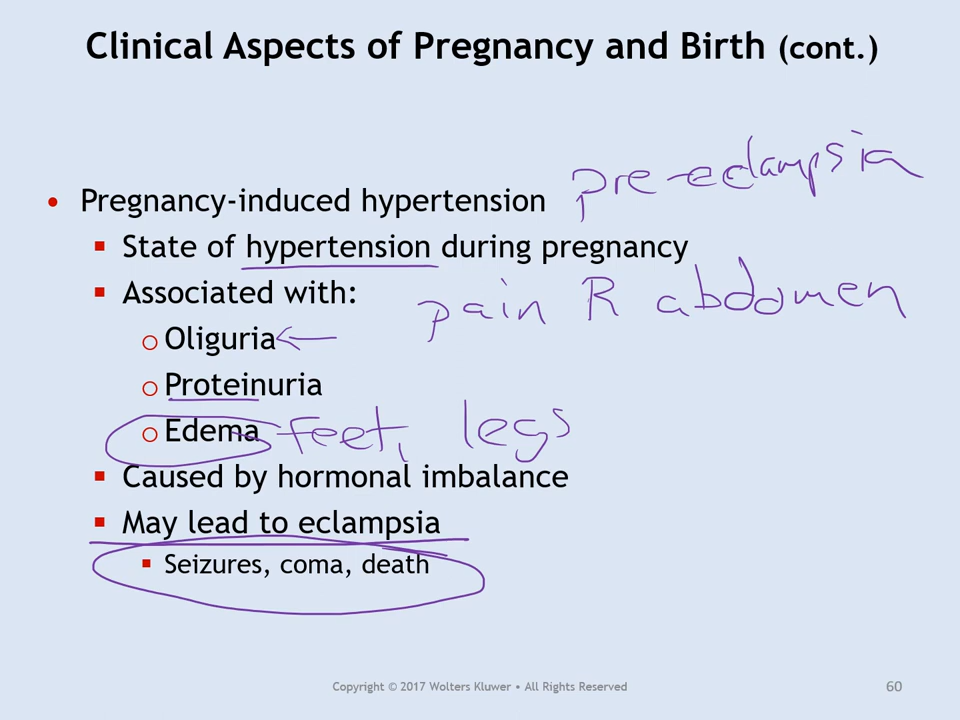 Clinical Aspects of Pregnancy and Birth (cont.)
pre-eclampsia
• Pregnancy-induced hypertension
▪ State of hypertension during pregnancy
▪ Associated with:
pain R abdomen
o Oliguria ←
o Proteinuria
o Edema feet, legs
▪ Caused by hormonal imbalance
▪ May lead to eclampsia
▪ Seizures, coma, death
Copyright © 2017 Wolters Kluwer • All Rights Reserved
60